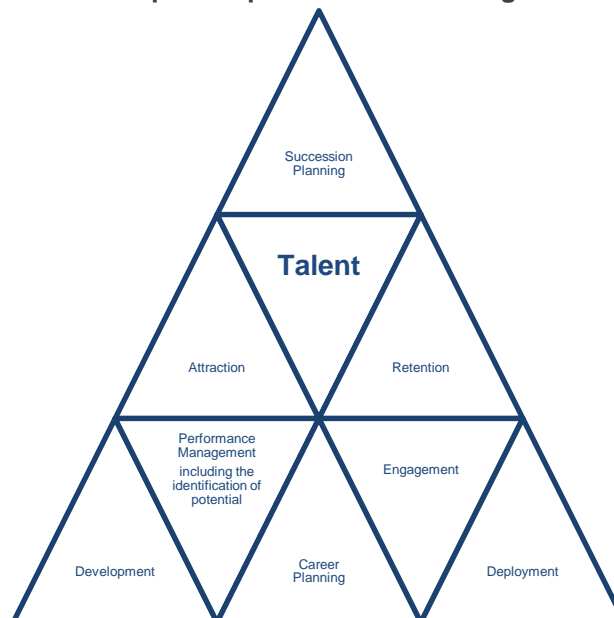 Succession
Planning
Talent
Attraction
Retention
Performance
Management
including the
identification of
potential
Engagement
Development
Career
Planning
Deployment